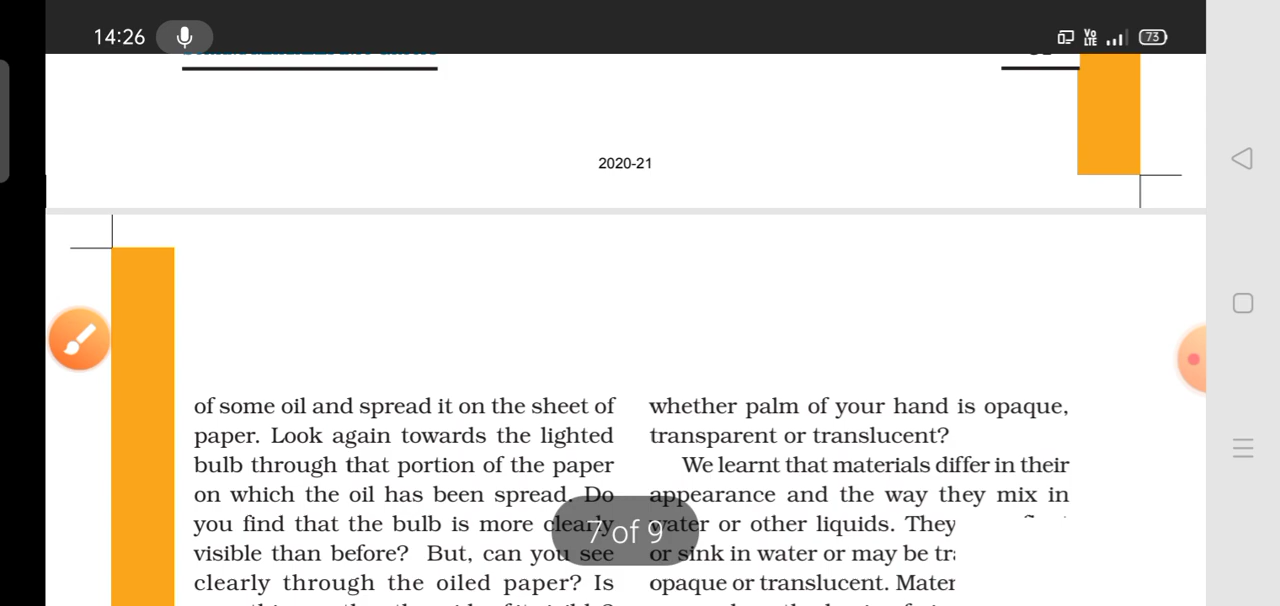 14:26
Vo
LTE
73
2020-21
of some oil and spread it on the sheet of
paper. Look again towards the lighted
bulb through that portion of the paper
on which the oil has been spread. Do
you find that the bulb is more clearly
visible than before? But, can you see
clearly through the oiled paper? Is
whether palm of your hand is opaque,
transparent or translucent?
We learnt that materials differ in their
appearance and the way they mix in
water or other liquids. They
or sink in water or may be
opaque or translucent.
7 of 9